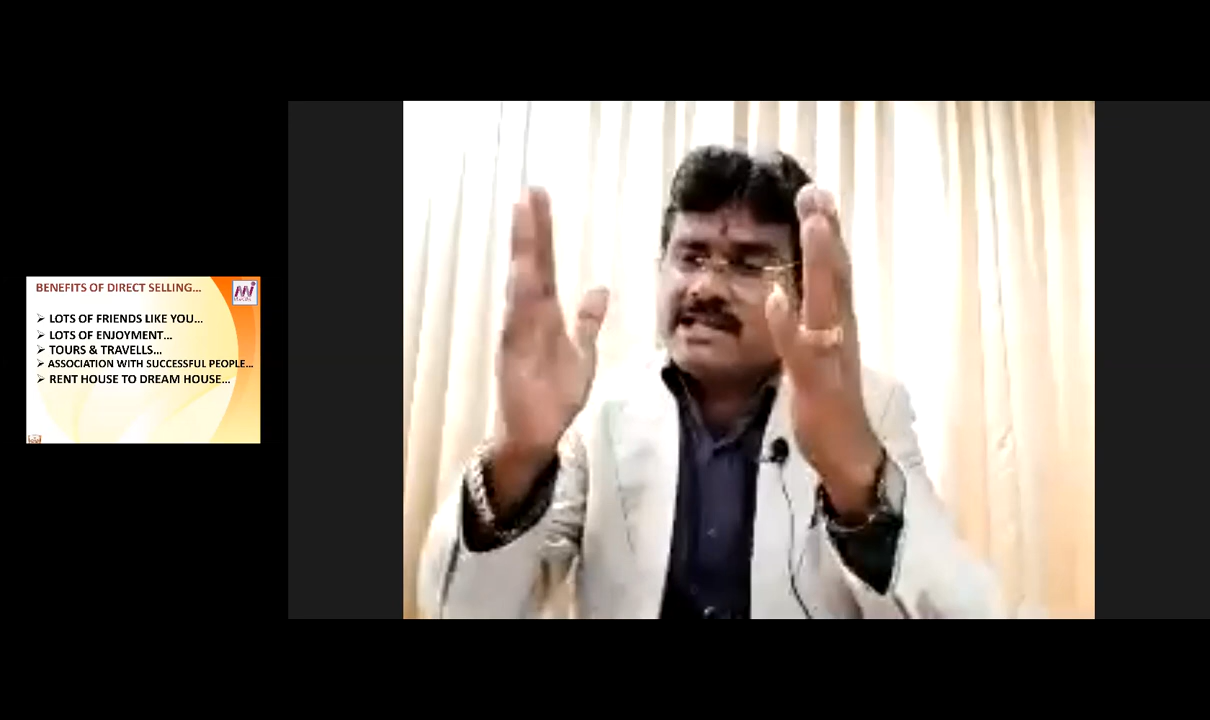 BENEFITS OF DIRECT SELLING...
➢ LOTS OF FRIENDS LIKE YOU...
➢ LOTS OF ENJOYMENT...
➢ TOURS & TRAVELLS...
➢ ASSOCIATION WITH SUCCESSFUL PEOPLE...
➢ RENT HOUSE TO DREAM HOUSE...